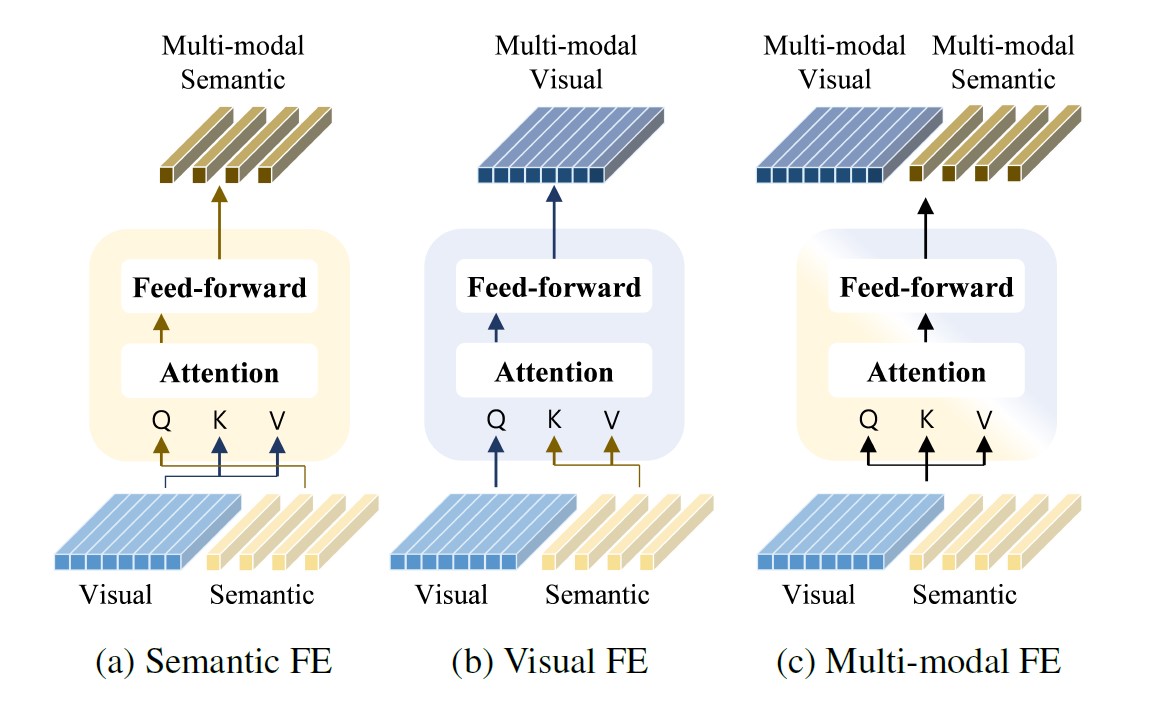 Multi-modal
Semantic
Feed-forward
Attention
Q K V
Visual Semantic
(a) Semantic FE
Multi-modal
Visual
Feed-forward
Attention
Q K V
Visual Semantic
(b) Visual FE
Multi-modal Multi-modal
Visual Semantic
Feed-forward
Attention
Q K V
Visual Semantic
(c) Multi-modal FE